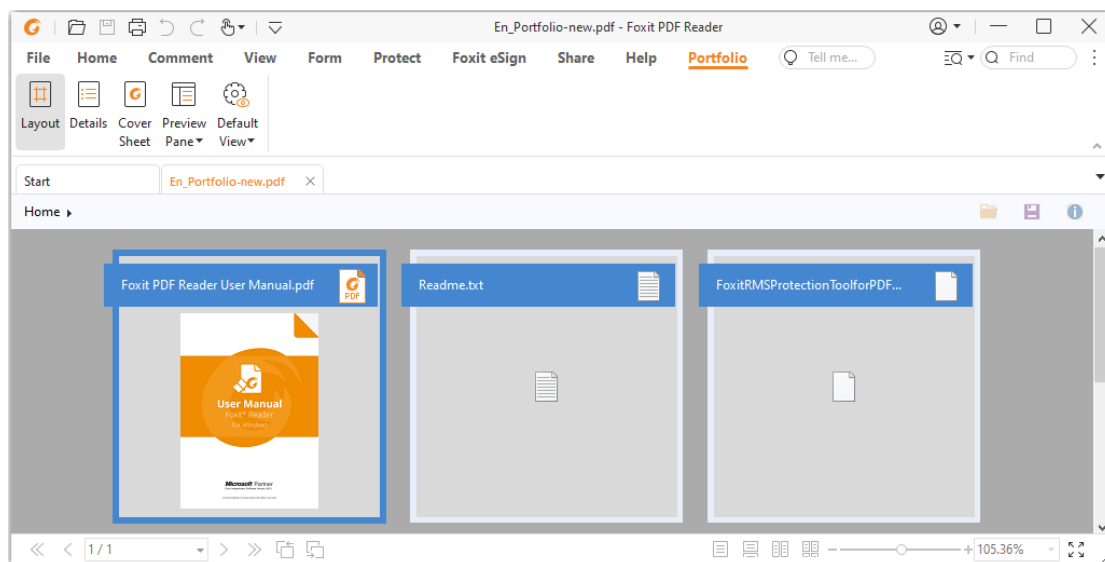 En_Portfolio-new.pdf - Foxit PDF Reader
File Home Comment View Form Protect Foxit eSign Share Help Portfolio Tell me... Find
Layout Details Cover Sheet Preview Pane Default View
Start En_Portfolio-new.pdf
Home
Foxit PDF Reader User Manual.pdf
PDF
Readme.txt
FoxitRMSProtectionToolforPDF...
User Manual
Foxit® Reader
For Windows
Microsoft Partner
1/1
105.36%